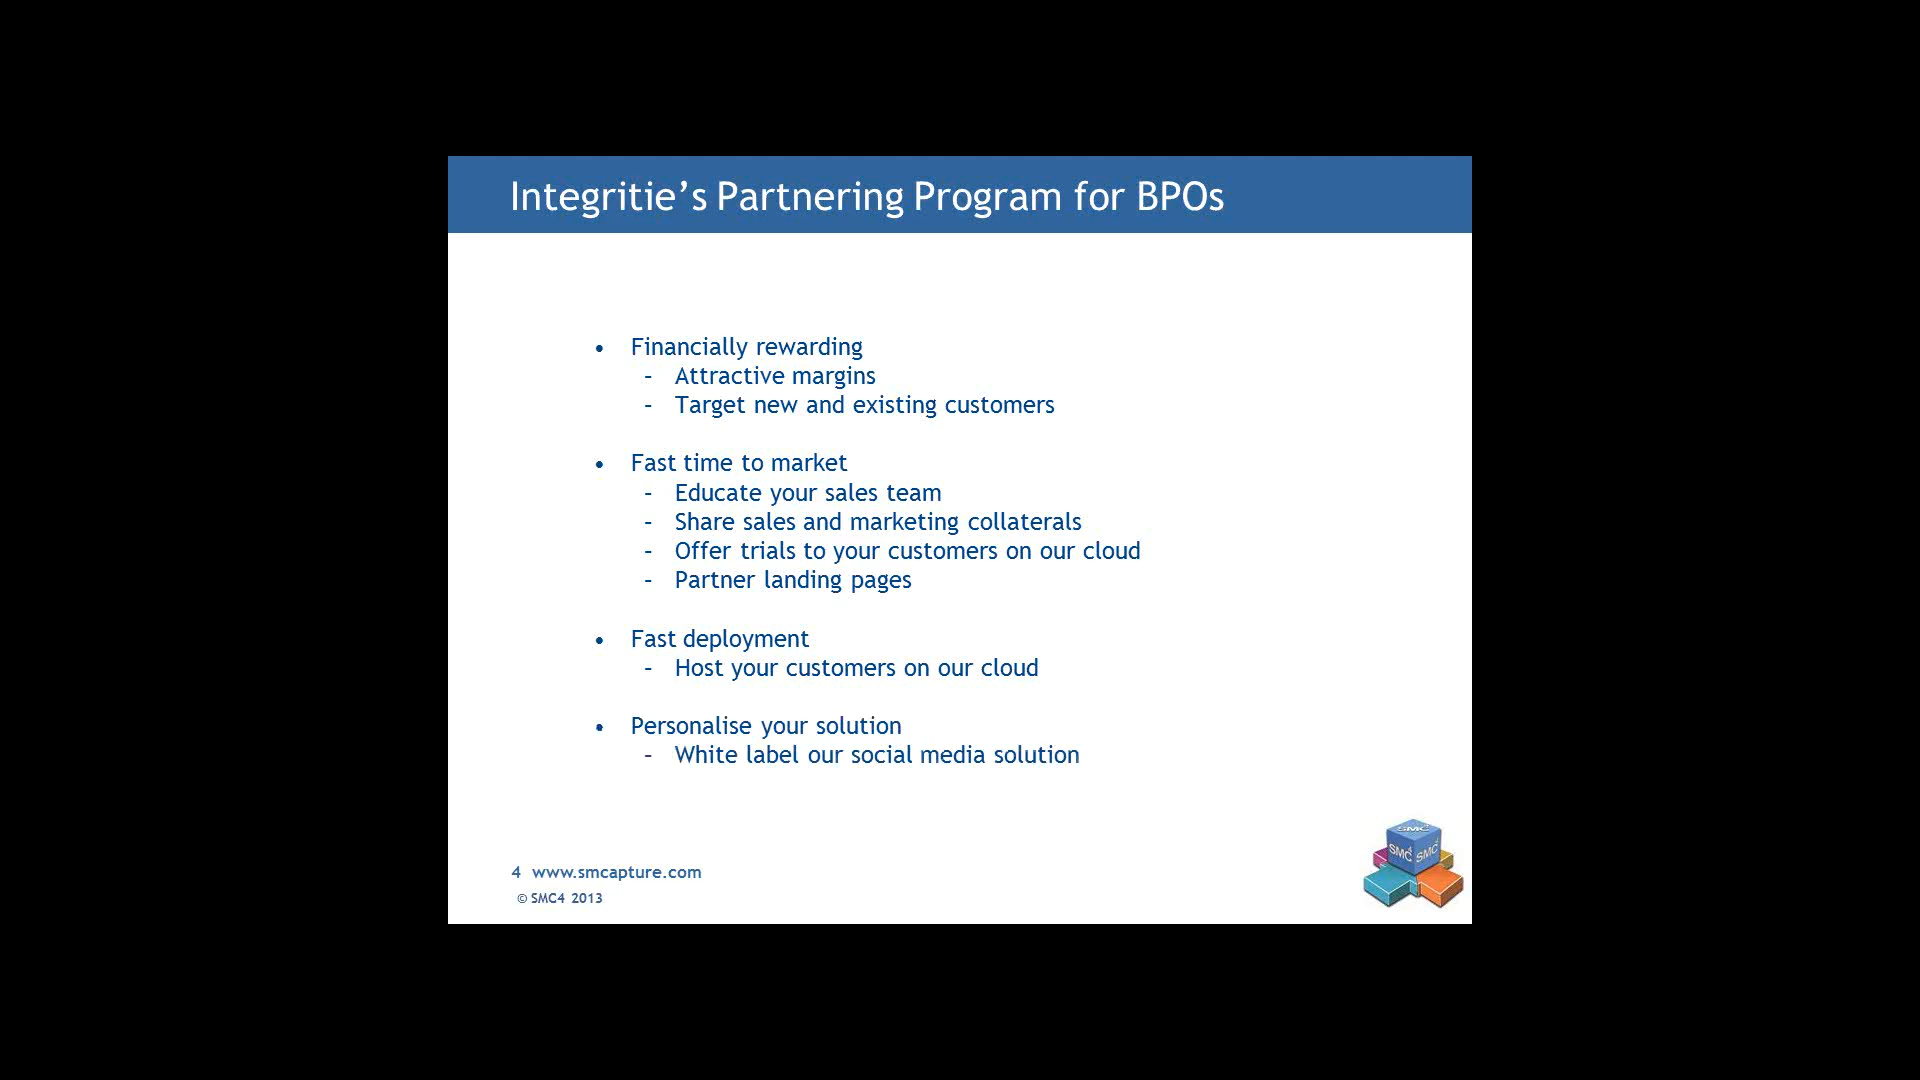 Integritie’s Partnering Program for BPOs
• Financially rewarding
– Attractive margins
– Target new and existing customers
• Fast time to market
– Educate your sales team
– Share sales and marketing collaterals
– Offer trials to your customers on our cloud
– Partner landing pages
• Fast deployment
– Host your customers on our cloud
• Personalise your solution
– White label our social media solution
4 www.smcapture.com
© SMC4 2013
SMC4
SMC4 SMC4